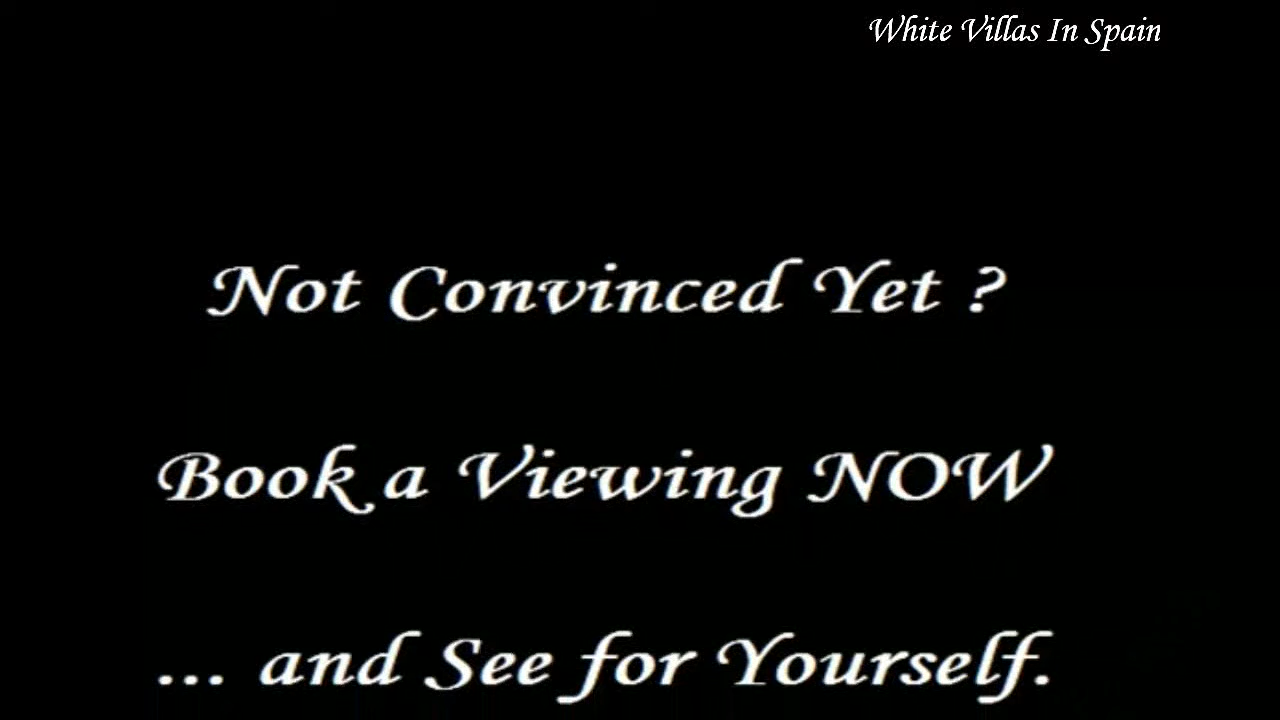 White Villas In Spain
Not Convinced Yet ?
Book a Viewing NOW
... and See for Yourself.